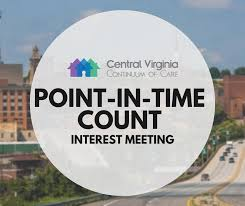 Central Virginia
CONTINUUM OF CARE
POINT-IN-TIME
COUNT
INTEREST MEETING